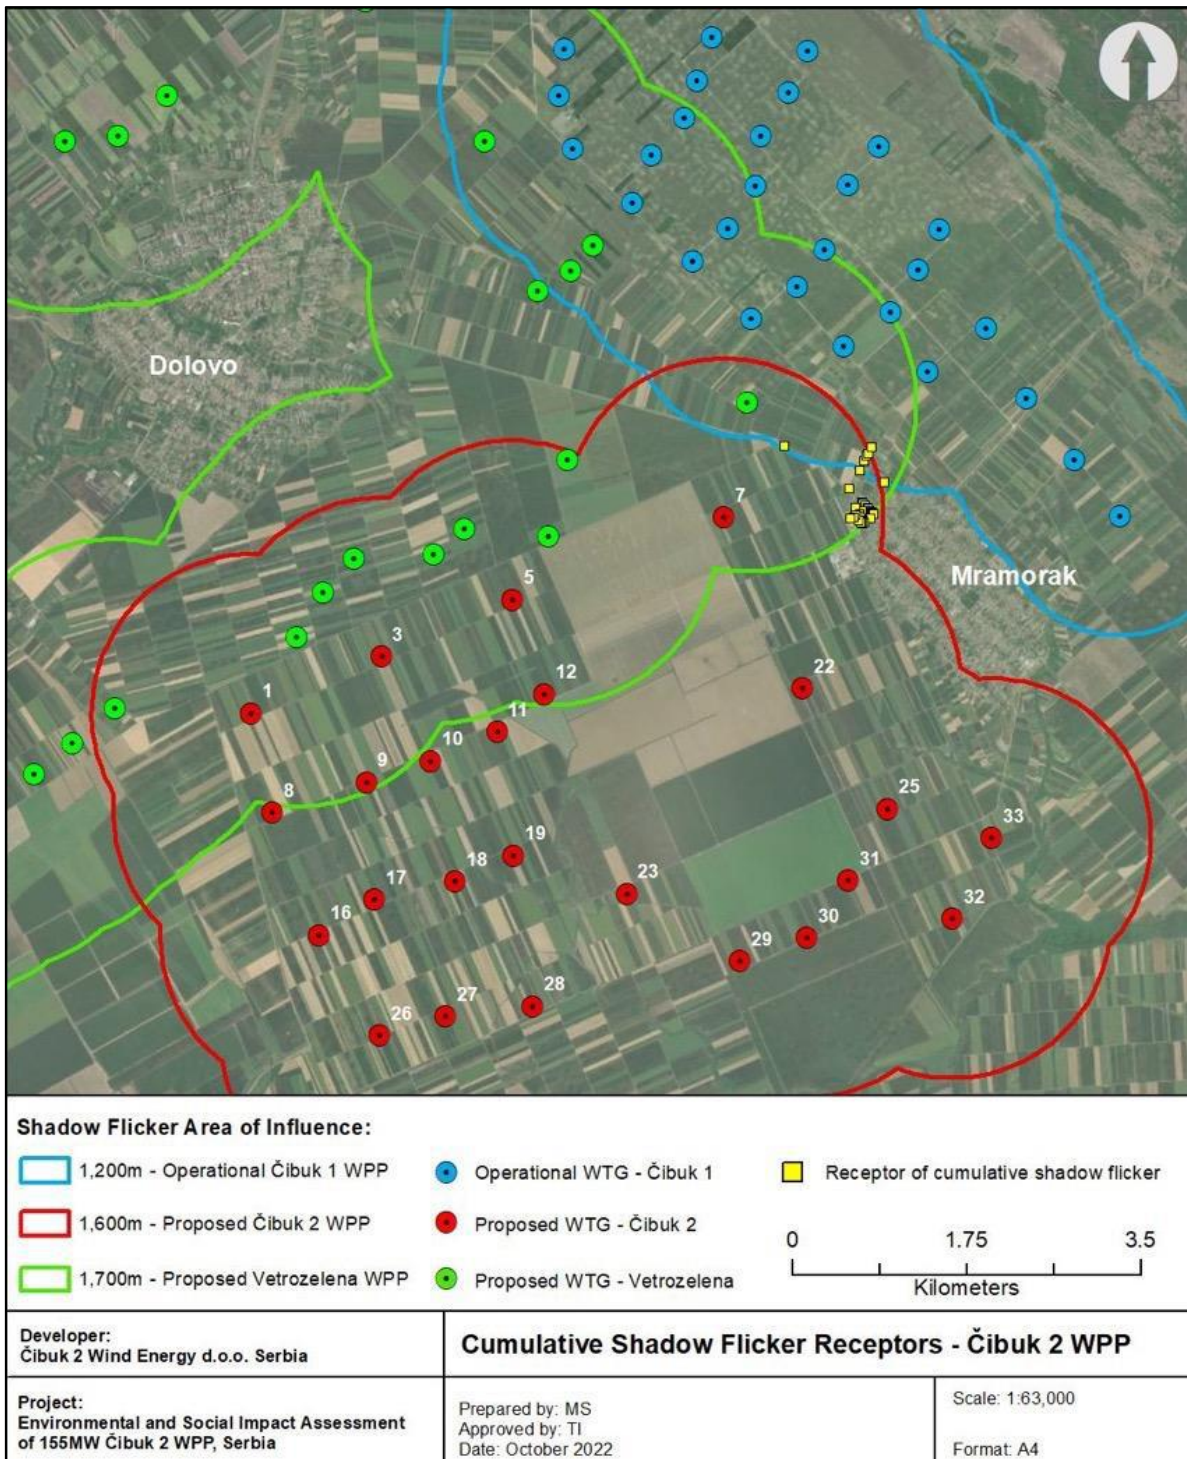 Dolovo
Mramorak
7
5
3
1
12
22
11
10
9
8
25
33
19
31
18
23
17
32
16
30
29
28
27
26
Shadow Flicker Area of Influence:
1,200m - Operational Čibuk 1 WPP
Operational WTG - Čibuk 1
Receptor of cumulative shadow flicker
1,600m - Proposed Čibuk 2 WPP
Proposed WTG - Čibuk 2
0 1.75 3.5
Kilometers
1,700m - Proposed Vetrozelena WPP
Proposed WTG - Vetrozelena
Developer:
Čibuk 2 Wind Energy d.o.o. Serbia
Cumulative Shadow Flicker Receptors - Čibuk 2 WPP
Project:
Environmental and Social Impact Assessment
of 155MW Čibuk 2 WPP, Serbia
Prepared by: MS
Approved by: TI
Date: October 2022
Scale: 1:63,000
Format: A4